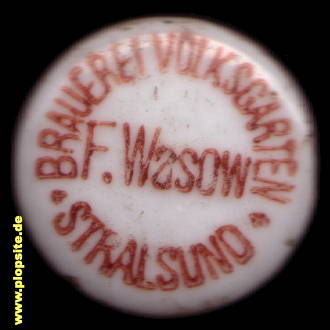 BRAUEREI VOLKSGARTEN
F. Wasow
STRALSUND
www.plopsite.de